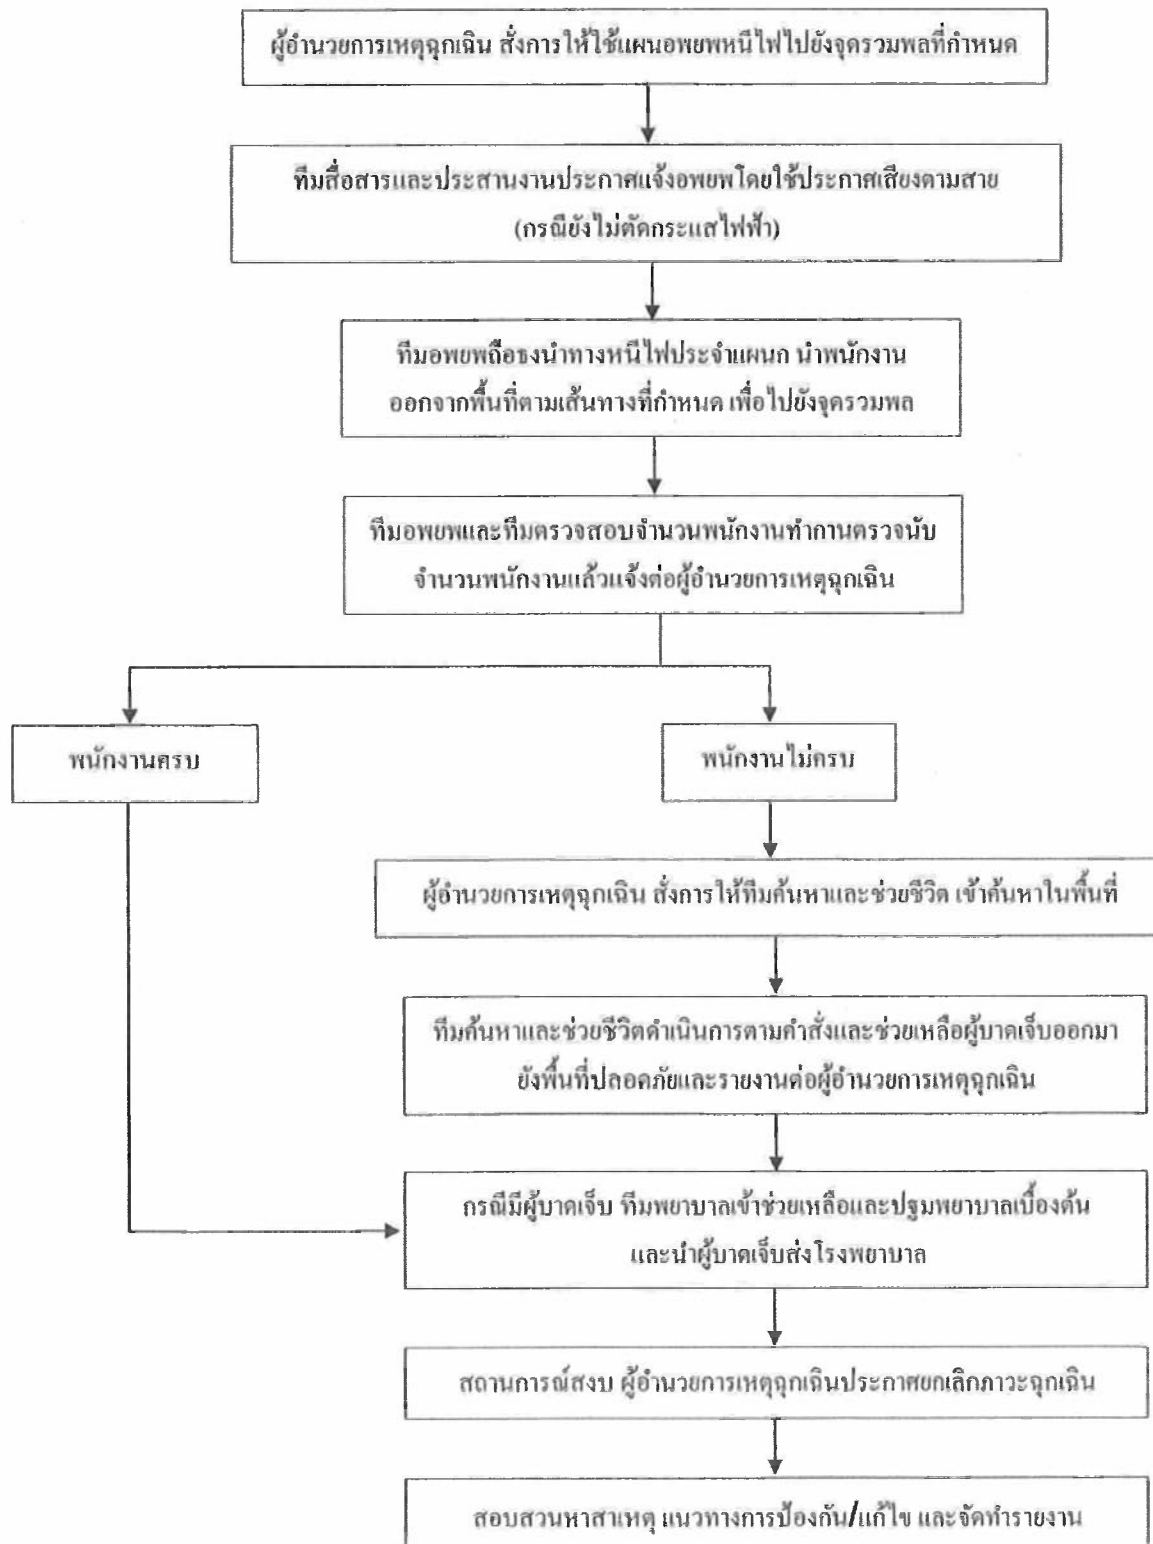 ผู้อำนวยการเหตุฉุกเฉิน สั่งการให้ใช้แผนอพยพหนีไฟไปยังจุดรวมพลที่กำหนด
ทีมสื่อสารและประสานงานประกาศแจ้งอพยพโดยใช้ประกาศเสียงตามสาย
(กรณียังไม่ตัดกระแสไฟฟ้า)
ทีมอพยพถือธงนำทางหนีไฟประจำแผนก นำพนักงาน
ออกจากพื้นที่ตามเส้นทางที่กำหนด เพื่อไปยังจุดรวมพล
ทีมอพยพและทีมตรวจสอบจำนวนพนักงานทำการตรวจนับ
จำนวนพนักงานแล้วแจ้งต่อผู้อำนวยการเหตุฉุกเฉิน
พนักงานครบ
พนักงานไม่ครบ
ผู้อำนวยการเหตุฉุกเฉิน สั่งการให้ทีมค้นหาและช่วยชีวิต เข้าค้นหาในพื้นที่
ทีมค้นหาและช่วยชีวิตดำเนินการตามคำสั่งและช่วยเหลือผู้บาดเจ็บออกมา
ยังพื้นที่ปลอดภัยและรายงานต่อผู้อำนวยการเหตุฉุกเฉิน
กรณีมีผู้บาดเจ็บ ทีมพยาบาลเข้าช่วยเหลือและปฐมพยาบาลเบื้องต้น
และนำผู้บาดเจ็บส่งโรงพยาบาล
สถานการณ์สงบ ผู้อำนวยการเหตุฉุกเฉินประกาศยกเลิกภาวะฉุกเฉิน
สอบสวนหาสาเหตุ แนวทางการป้องกัน/แก้ไข และจัดทำรายงาน